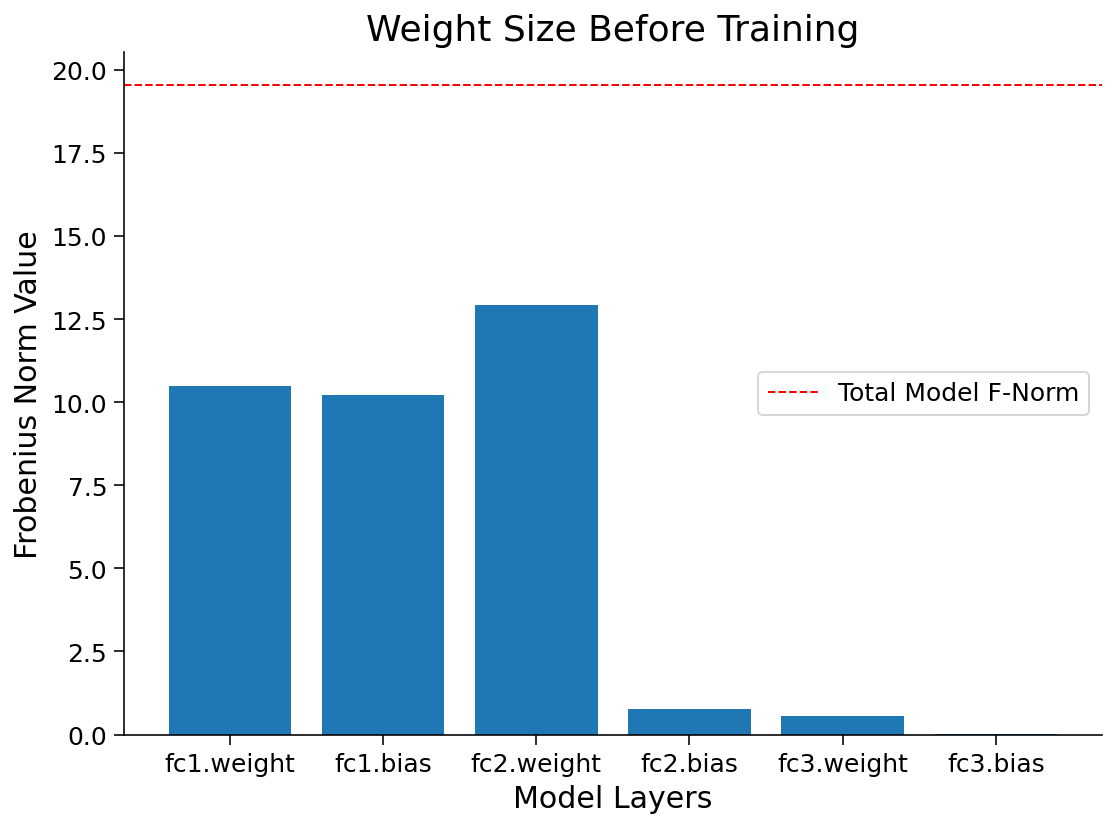 Weight Size Before Training
Frobenius Norm Value
20.0
17.5
15.0
12.5
10.0
7.5
5.0
2.5
0.0
Total Model F-Norm
fc1.weight fc1.bias fc2.weight fc2.bias fc3.weight fc3.bias
Model Layers